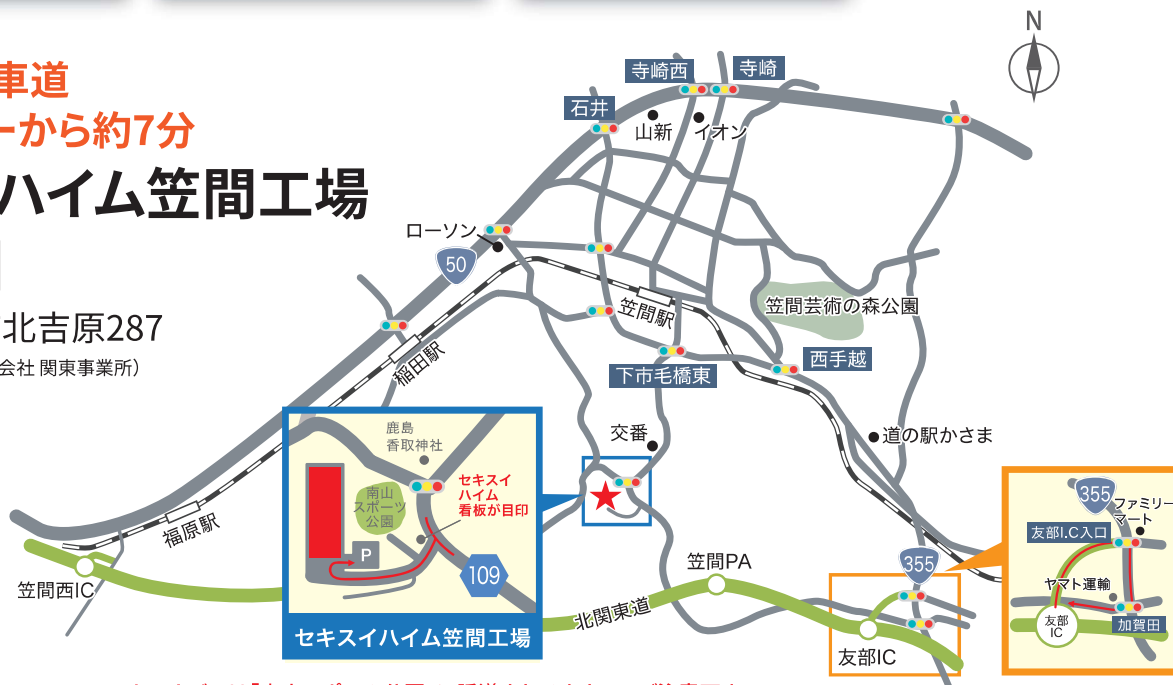 車道
ーから約7分
ハイム笠間工場
北吉原287
会社 関東事業所）
N
寺崎西
寺崎
石井
山新
イオン
ローソン
50
笠間駅
笠間芸術の森公園
稲田駅
下市毛橋東
西手越
交番
道の駅かさま
鹿島
香取神社
セキスイ
ハイム
看板が目印
南山
スポーツ
公園
P
109
セキスイハイム笠間工場
福原駅
笠間西IC
北関東道
笠間PA
355
友部IC
355
ファミリー
マート
友部I.C入口
ヤマト運輸
友部
IC
加賀田